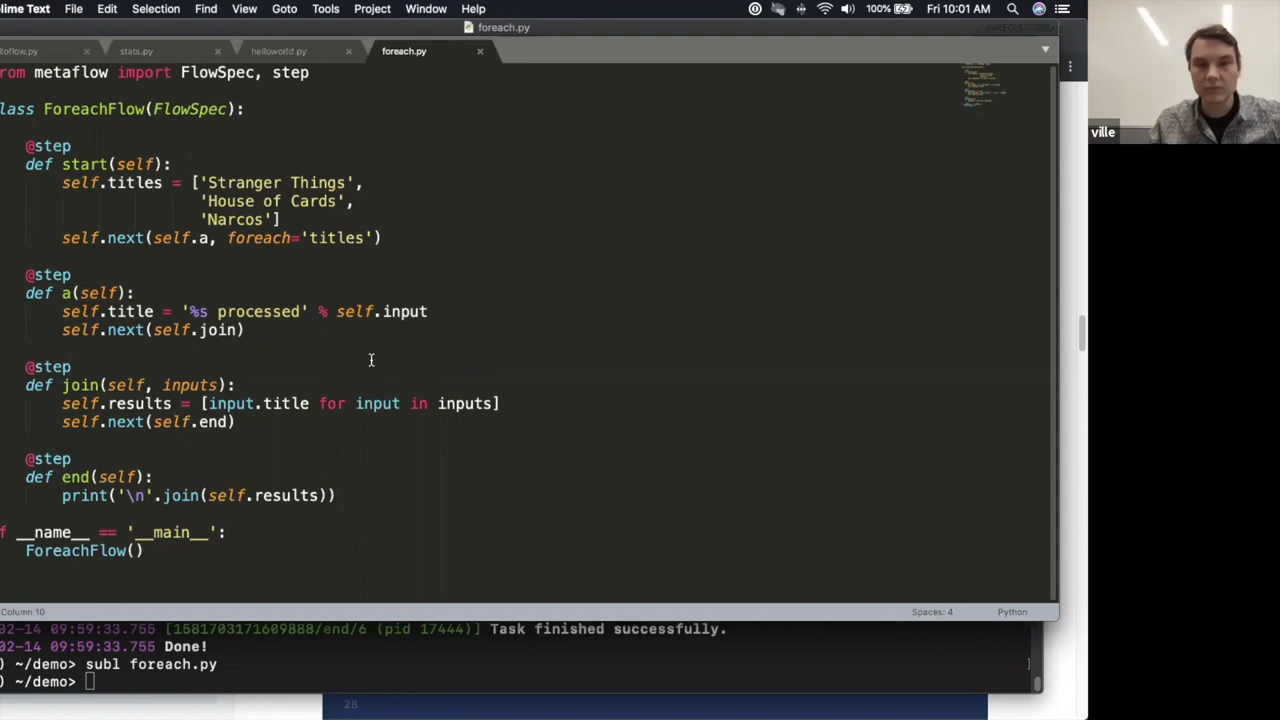 lime Text File Edit Selection Find View Goto Tools Project Window Help 100% Fri 10:01 AM
foreach.py
loflow.py stats.py helloworld.py foreach.py
rom metaflow import FlowSpec, step
lass ForeachFlow(FlowSpec):
@step
def start(self):
self.titles = ['Stranger Things',
'House of Cards',
'Narcos']
self.next(self.a, foreach='titles')
@step
def a(self):
self.title = '%s processed' % self.input
self.next(self.join)
@step
def join(self, inputs):
self.results = [input.title for input in inputs]
self.next(self.end)
@step
def end(self):
print('\n'.join(self.results))
f __name__ == '__main__':
ForeachFlow()
Column 10 Spaces: 4 Python
02-14 09:59:33.755 [1581703171609888/end/6 (pid 17444)] Task finished successfully.
02-14 09:59:33.755 Done!
) ~/demo> subl foreach.py
) ~/demo>
28
ville